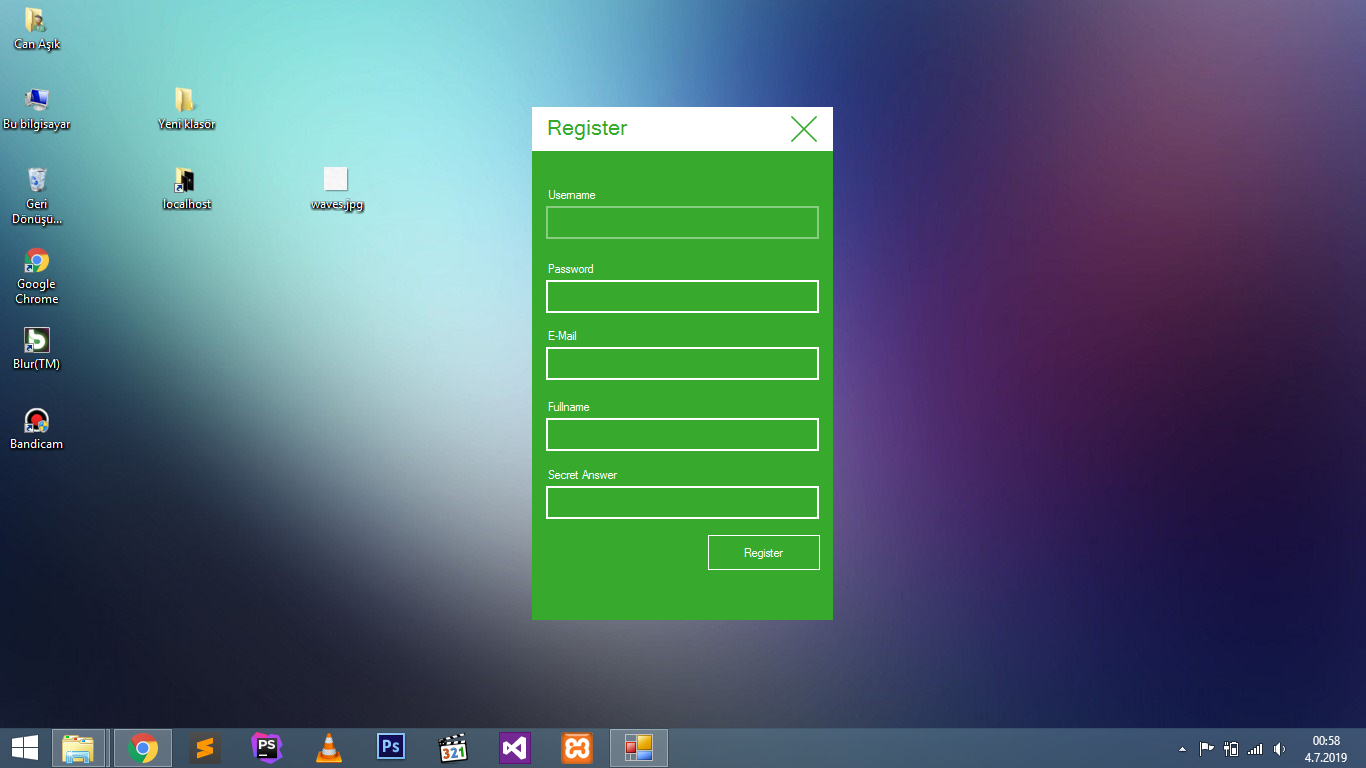 Can Aşık
Bu bilgisayar
Yeni klasör
Geri
Dönüşü...
localhost
waves.jpg
Google
Chrome
Blur(TM)
Bandicam
Register
Username
Password
E-Mail
Fullname
Secret Answer
Register
PS
Ps
321
00:58
4.7.2019